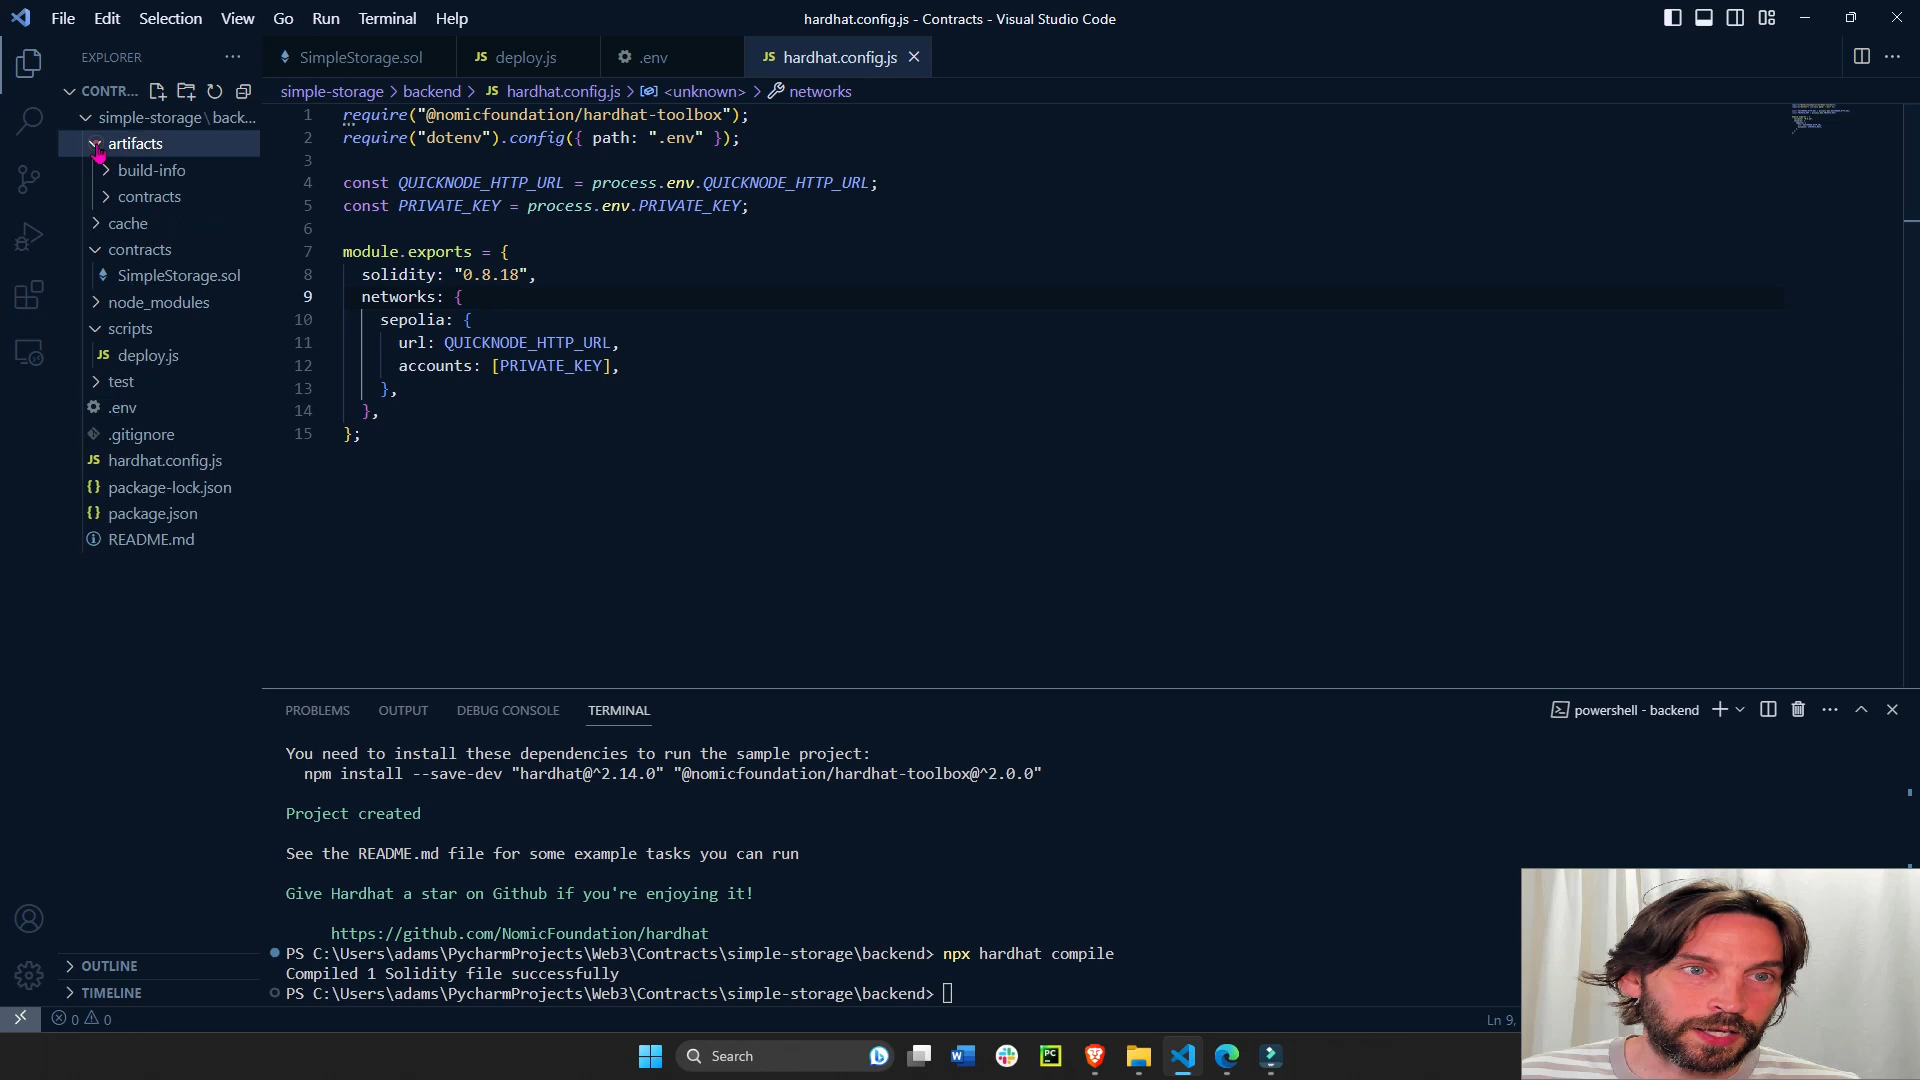 File Edit Selection View Go Run Terminal Help
hardhat.config.js - Contracts - Visual Studio Code
EXPLORER
SimpleStorage.sol
JS deploy.js
.env
JS hardhat.config.js
CONTR...
simple-storage > backend > JS hardhat.config.js > <unknown> > networks
simple-storage \ back...
artifacts
build-info
contracts
cache
contracts
SimpleStorage.sol
node_modules
scripts
JS deploy.js
test
.env
.gitignore
JS hardhat.config.js
{} package-lock.json
{} package.json
README.md
OUTLINE
TIMELINE
1 require("@nomicfoundation/hardhat-toolbox");
2 require("dotenv").config({ path: ".env" });
3
4 const QUICKNODE_HTTP_URL = process.env.QUICKNODE_HTTP_URL;
5 const PRIVATE_KEY = process.env.PRIVATE_KEY;
6
7 module.exports = {
8 solidity: "0.8.18",
9 networks: {
10 sepolia: {
11 url: QUICKNODE_HTTP_URL,
12 accounts: [PRIVATE_KEY],
13 },
14 },
15 };
PROBLEMS OUTPUT DEBUG CONSOLE TERMINAL
powershell - backend
You need to install these dependencies to run the sample project:
npm install --save-dev "hardhat@^2.14.0" "@nomicfoundation/hardhat-toolbox@^2.0.0"
Project created
See the README.md file for some example tasks you can run
Give Hardhat a star on Github if you're enjoying it!
https://github.com/NomicFoundation/hardhat
PS C:\Users\adams\PycharmProjects\Web3\Contracts\simple-storage\backend> npx hardhat compile
Compiled 1 Solidity file successfully
PS C:\Users\adams\PycharmProjects\Web3\Contracts\simple-storage\backend>
0 0
Ln 9,
Search
PC